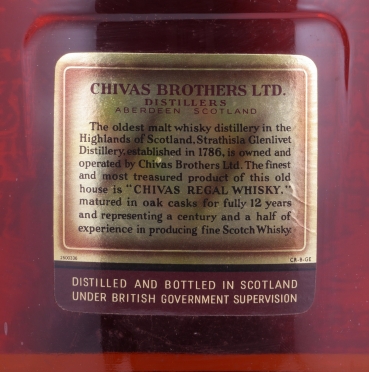 CHIVAS BROTHERS LTD.
DISTILLERS
ABERDEEN, SCOTLAND
The oldest malt whisky distillery in the
Highlands of Scotland, Strathisla Glenlivet
Distillery, established in 1786, is owned and
operated by Chivas Brothers Ltd. The finest
and most treasured product of this old
house is "CHIVAS REGAL WHISKY,"
matured in oak casks for fully 12 years
and representing a century and a half of
experience in producing fine Scotch Whisky
CB-8-GE
DISTILLED AND BOTTLED IN SCOTLAND
UNDER BRITISH GOVERNMENT SUPERVISION